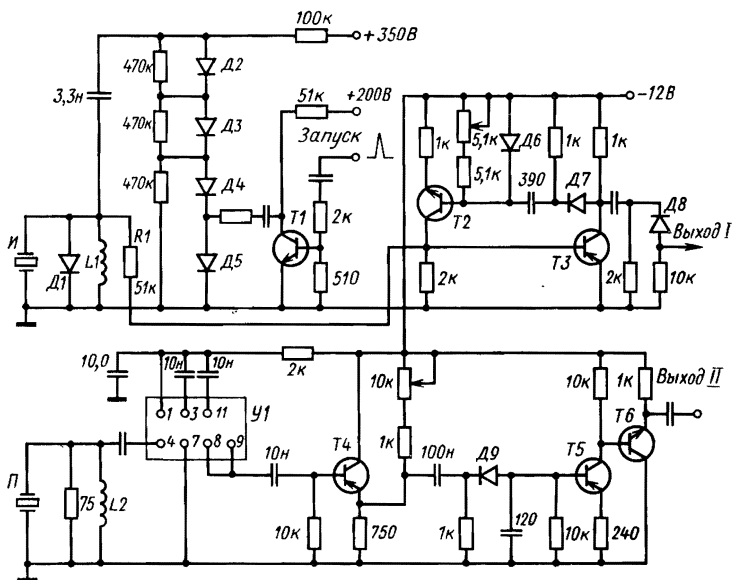 100к
+350В
470к
Д2
3,3н
51к
+200В
-12В
470к
Д3
Запуск
1к
5,1к
5,1к
Д6
1к
1к
470к
Д4
390
Д7
Д8
Т1
2к
Т2
Выход I
И
Д1
L1
R1
51к
Д5
510
2к
Т3
2к
10к
10,0
10н
10н
2к
10к
10к
1к
Выход II
1
3
11
У1
4
7
8
9
10н
Т4
1к
100н
Д9
Т5
Т6
П
75
L2
10к
750
1к
120
10к
240